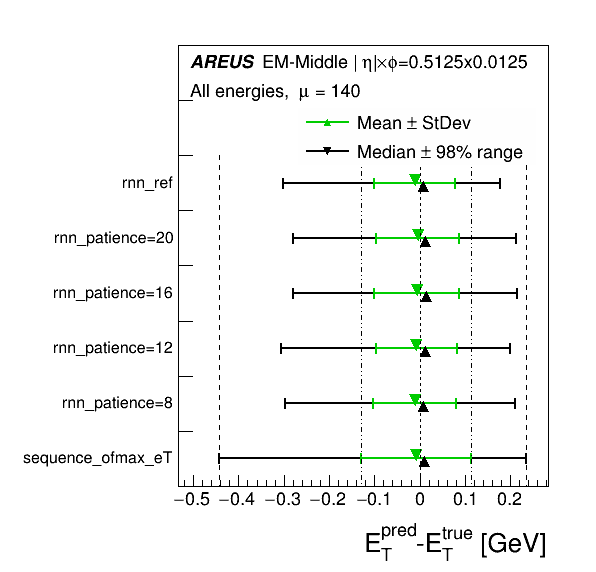 AREUS EM-Middle | η|×ϕ=0.5125x0.0125
All energies, μ = 140
Mean ± StDev
Median ± 98% range
rnn_ref
rnn_patience=20
rnn_patience=16
rnn_patience=12
rnn_patience=8
sequence_ofmax_eT
−0.5 −0.4 −0.3 −0.2 −0.1 0 0.1 0.2
E_T^pred-E_T^true [GeV]